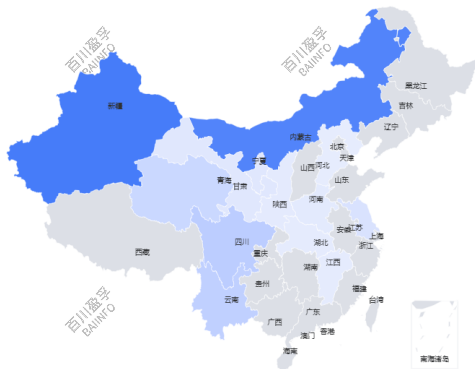 百川盈孚
BAIINFO
百川盈孚
BAIINFO
黑龙江
新疆
吉林
辽宁
内蒙古
北京
天津
宁夏
山西
河北
青海
甘肃
山东
陕西
河南
江苏
安徽
上海
四川
湖北
浙江
西藏
重庆
江西
湖南
贵州
福建
云南
台湾
百川盈孚
BAIINFO
广东
广西
香港
澳门
海南
南海诸岛